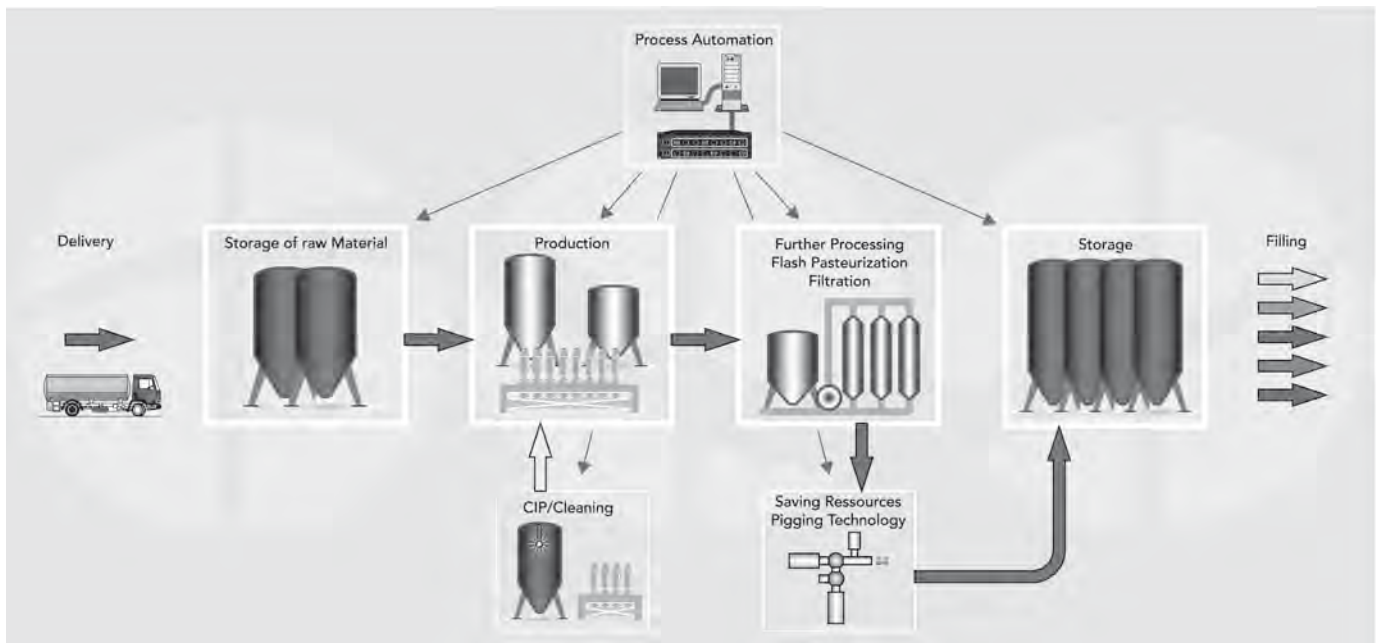 Process Automation
Delivery
Storage of raw Material
Production
Further Processing
Flash Pasteurization
Filtration
Storage
Filling
CIP/Cleaning
Saving Ressources
Pigging Technology